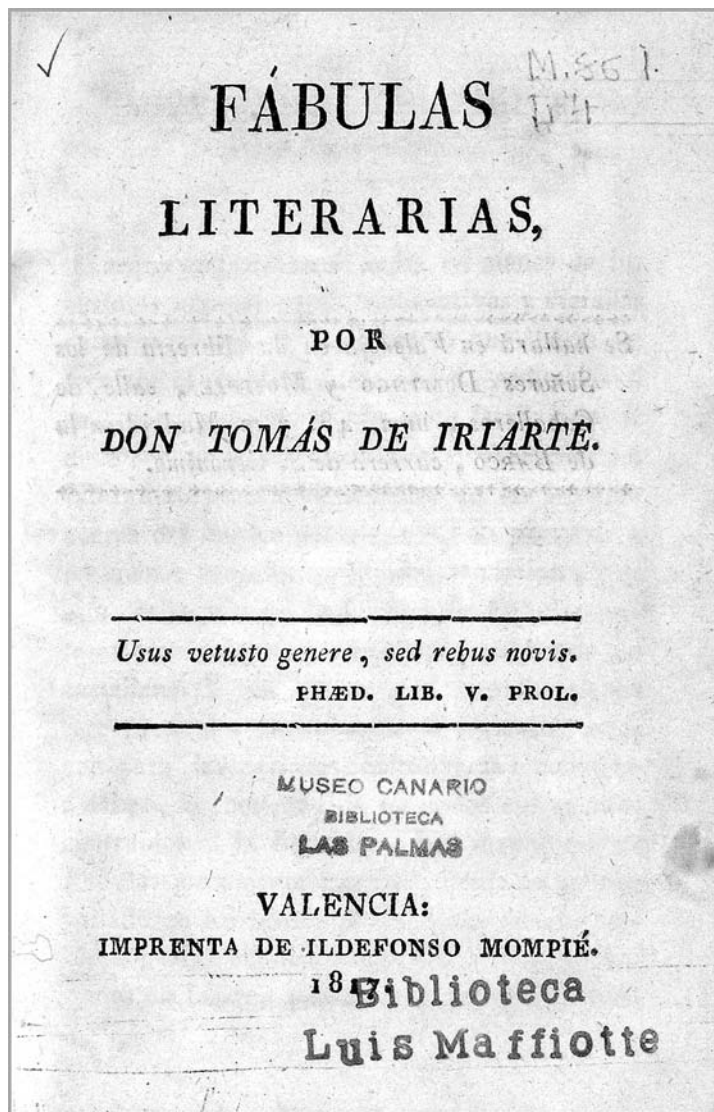 FÁBULAS
LITERARIAS,
POR
DON TOMÁS DE IRIARTE.
Usus vetusto genere, sed rebus novis.
PHÆD. LIB. V. PROL.
MUSEO CANARIO
BIBLIOTECA
LAS PALMAS
VALENCIA:
IMPRENTA DE ILDEFONSO MOMPIÉ.
1817.
Biblioteca
Luis Maffiotte